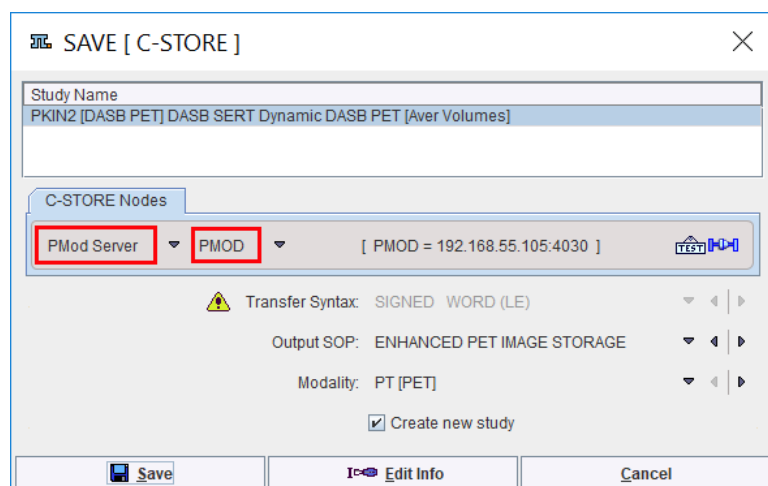 SAVE [ C-STORE ]
Study Name
PKIN2 [DASB PET] DASB SERT Dynamic DASB PET [Aver Volumes]
C-STORE Nodes
PMod Server PMOD [ PMOD = 192.168.55.105:4030 ] TEST
Transfer Syntax: SIGNED WORD (LE)
Output SOP: ENHANCED PET IMAGE STORAGE
Modality: PT [PET]
Create new study
Save Edit Info Cancel